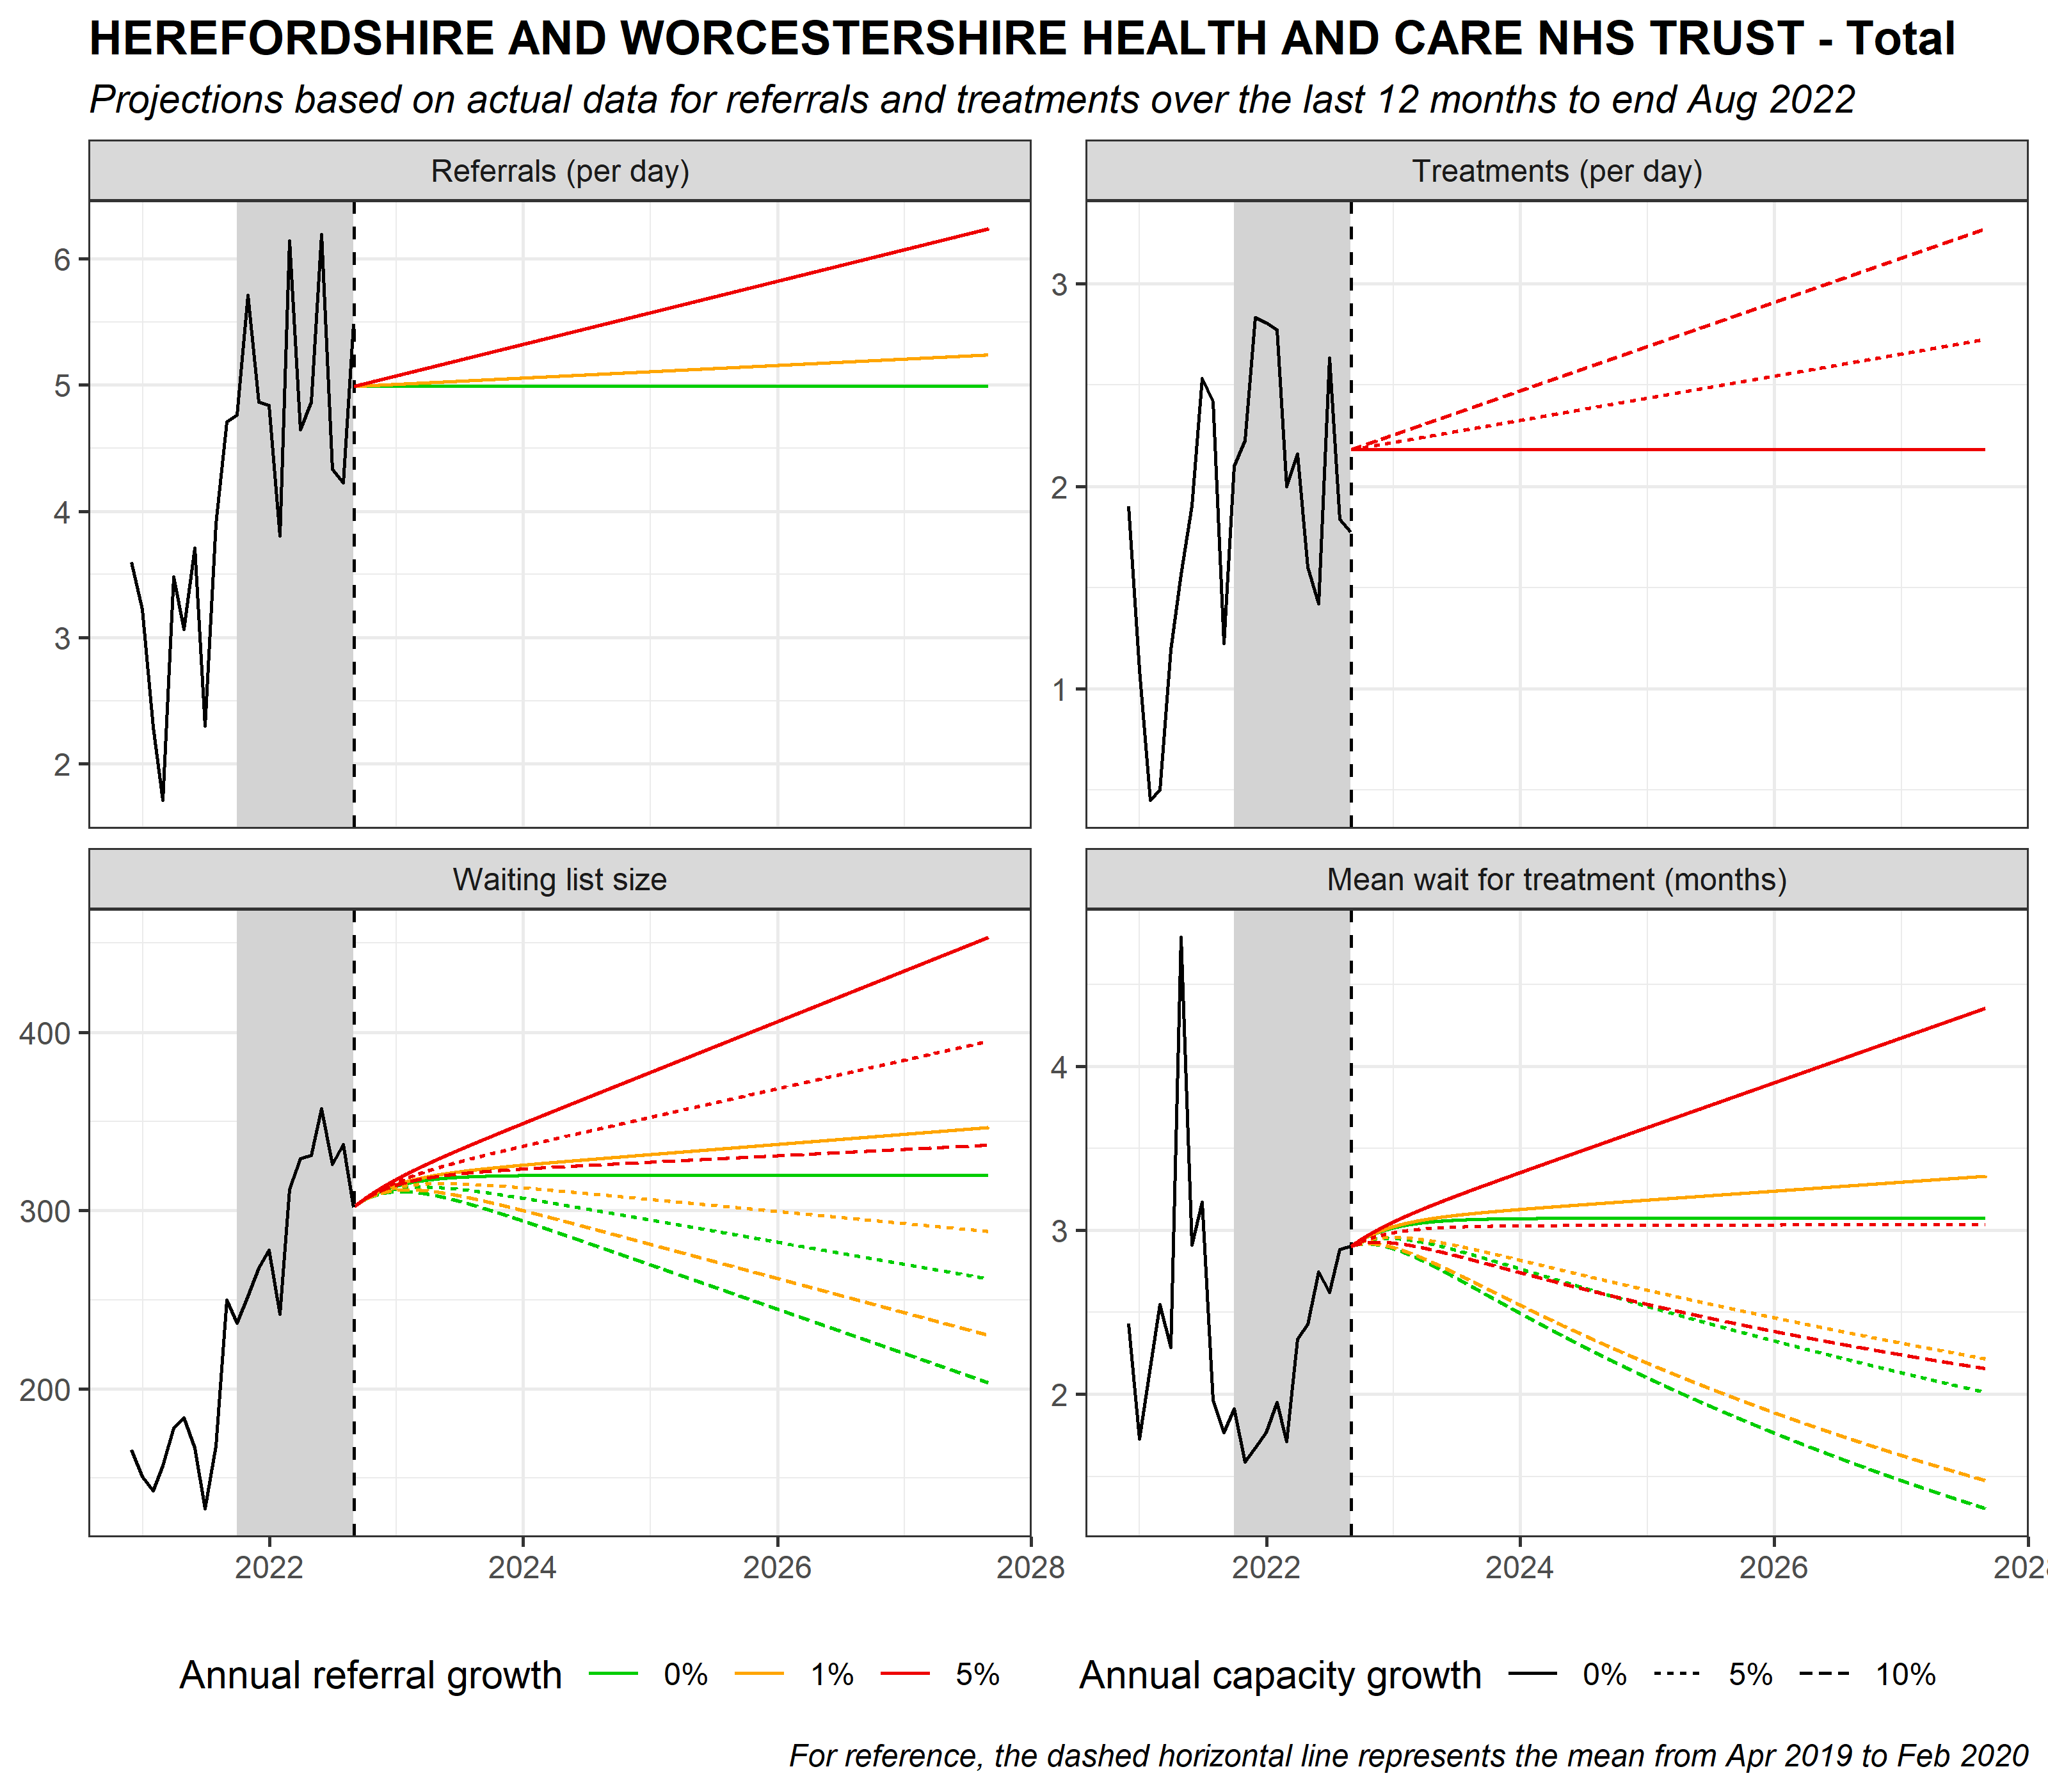 HEREFORDSHIRE AND WORCESTERSHIRE HEALTH AND CARE NHS TRUST - Total
Projections based on actual data for referrals and treatments over the last 12 months to end Aug 2022
Referrals (per day)
6
5
4
3
2
Treatments (per day)
3
2
1
Waiting list size
400
300
200
2022 2024 2026 2028
Mean wait for treatment (months)
4
3
2
2022 2024 2026 2028
Annual referral growth 0% 1% 5% Annual capacity growth 0% 5% 10%
For reference, the dashed horizontal line represents the mean from Apr 2019 to Feb 2020